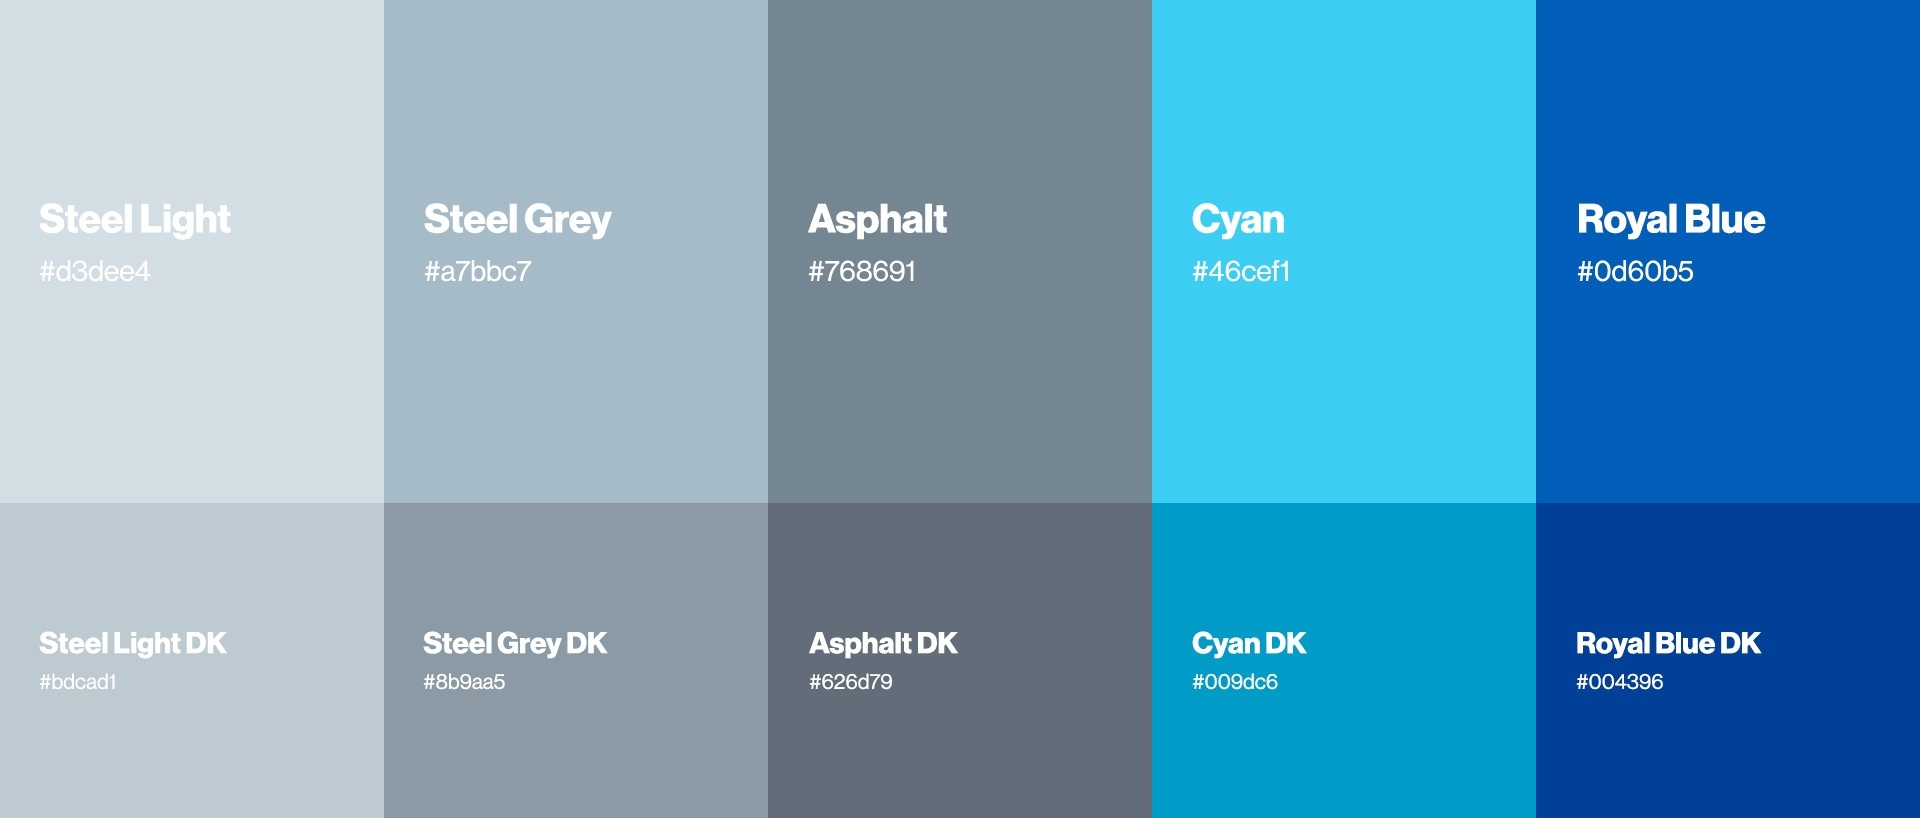 Steel Light
#d3dee4
Steel Grey
#a7bbc7
Asphalt
#768691
Cyan
#46cef1
Royal Blue
#0d60b5
Steel Light DK
#bdcad1
Steel Grey DK
#8b9aa5
Asphalt DK
#626d79
Cyan DK
#009dc6
Royal Blue DK
#004396